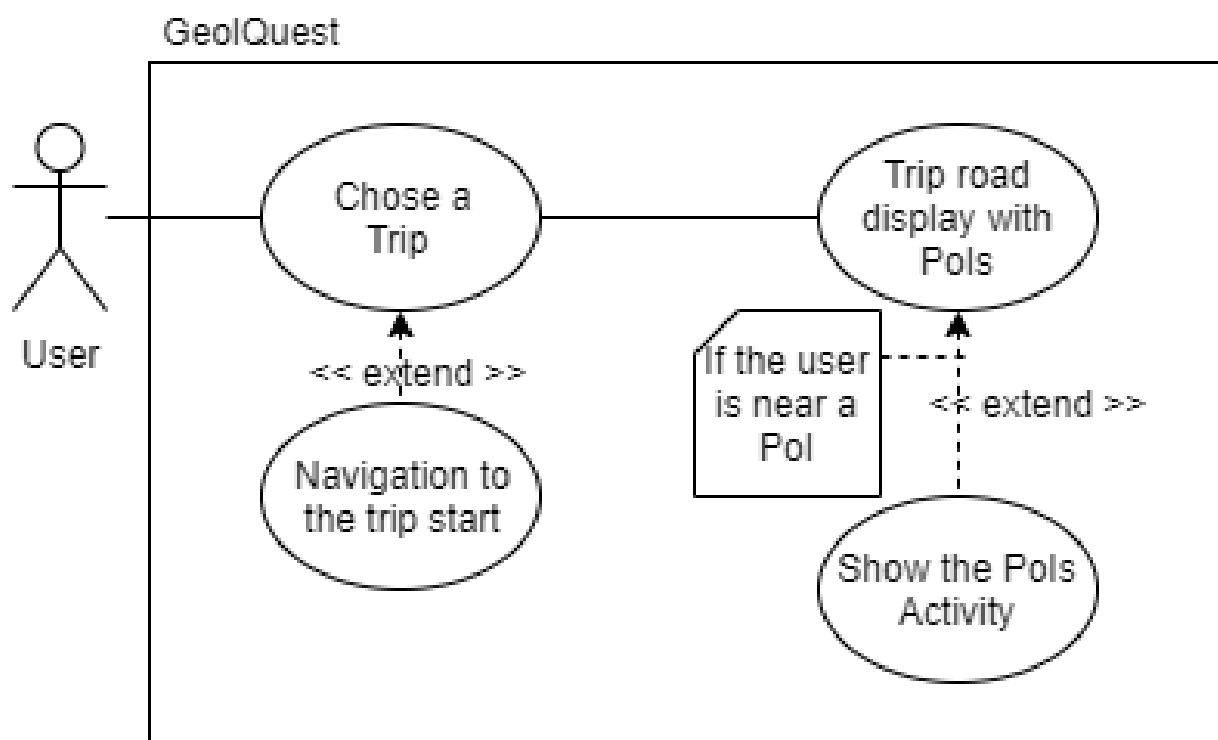 GeolQuest
User
Chose a
Trip
<< extend >>
Navigation to
the trip start
Trip road
display with
PoIs
If the user
is near a
PoI
<< extend >>
Show the PoIs
Activity